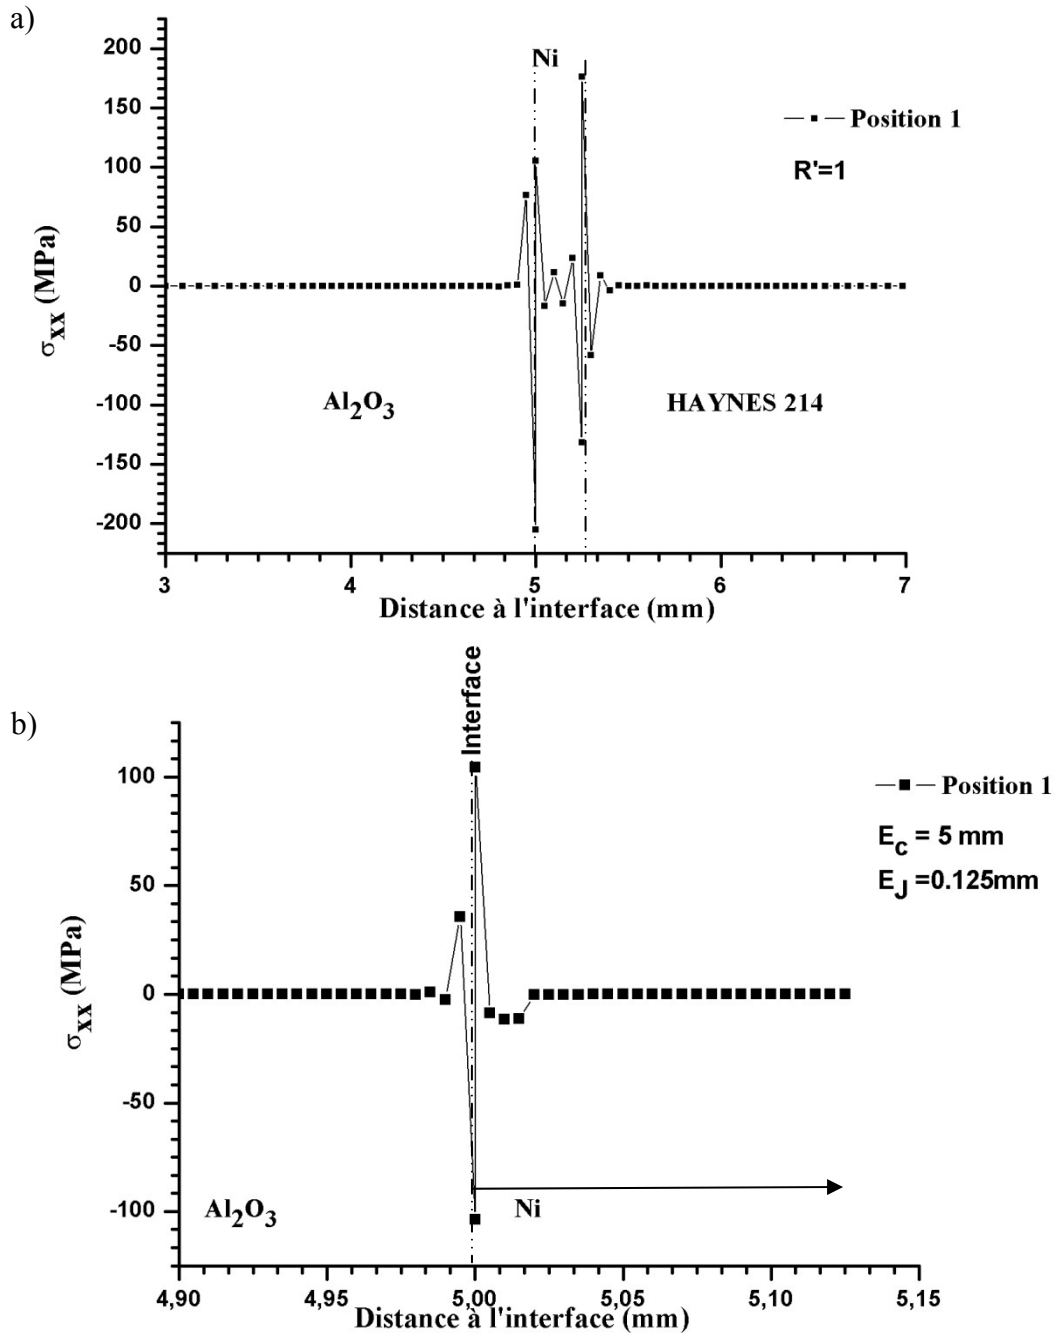 a)
200
150
100
50
0
-50
-100
-150
-200
σxx (MPa)
Ni
Position 1
R'=1
Al2O3
HAYNES 214
3
4
5
6
7
Distance à l'interface (mm)
b)
Interface
100
50
0
-50
-100
σxx (MPa)
Position 1
Ec = 5 mm
EJ =0.125mm
Al2O3
Ni
4,90
4,95
5,00
5,05
5,10
5,15
Distance à l'interface (mm)